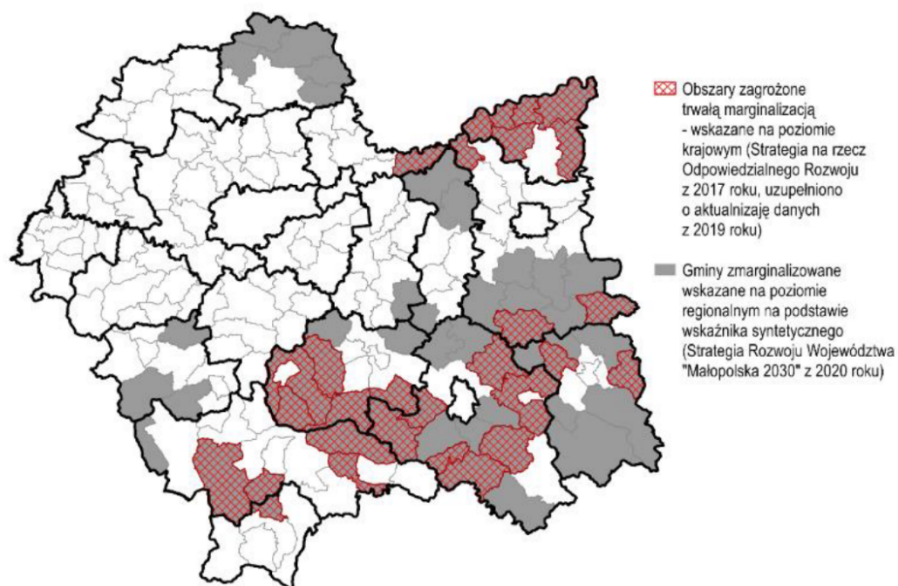 Obszary zagrożone
trwałą marginalizacją
- wskazane na poziomie
krajowym (Strategia na rzecz
Odpowiedzialnego Rozwoju
z 2017 roku, uzupełniono
o aktualnizaję danych
z 2019 roku)
Gminy zmarginalizowane
wskazane na poziomie
regionalnym na podstawie
wskaźnika syntetycznego
(Strategia Rozwoju Województwa
"Małopolska 2030" z 2020 roku)